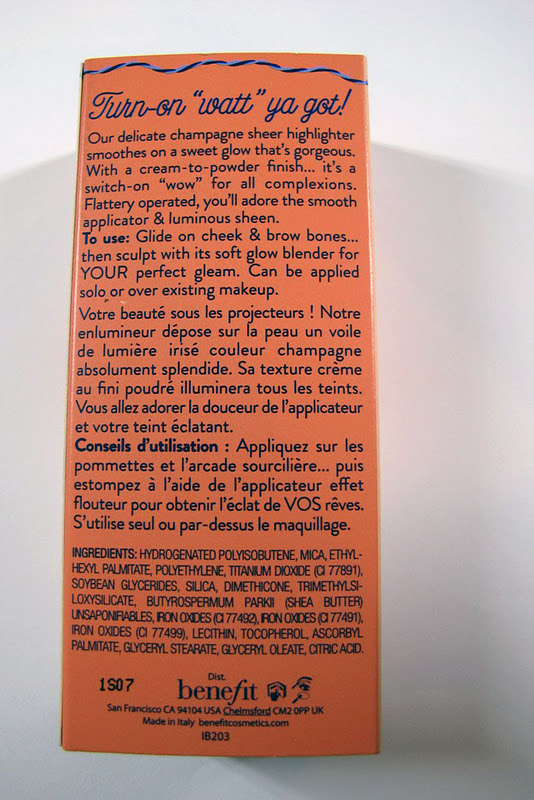 Turn-on “watt” ya got!
Our delicate champagne sheer highlighter
smoothes on a sweet glow that's gorgeous.
With a cream-to-powder finish... it's a
switch-on “wow” for all complexions.
Flattery operated, you'll adore the smooth
applicator & luminous sheen.
To use: Glide on cheek & brow bones...
then sculpt with its soft glow blender for
YOUR perfect gleam. Can be applied
solo or over existing makeup.
Votre beauté sous les projecteurs ! Notre
enlumineur dépose sur la peau un voile
de lumière irisé couleur champagne
absolument splendide. Sa texture crème
au fini poudré illuminera tous les teints.
Vous allez adorer la douceur de l'applicateur
et votre teint éclatant.
Conseils d'utilisation : Appliquez sur les
pommettes et l'arcade sourcilière... puis
estompez à l'aide de l'applicateur effet
flouteur pour obtenir l'éclat de VOS rêves.
S'utilise seul ou par-dessus le maquillage.
INGREDIENTS: HYDROGENATED POLYISOBUTENE, MICA, ETHYL-
HEXYL PALMITATE, POLYETHYLENE, TITANIUM DIOXIDE (CI 77891),
SOYBEAN GLYCERIDES, SILICA, DIMETHICONE, TRIMETHYLSI-
LOXYSILICATE, BUTYROSPERMUM PARKII (SHEA BUTTER)
UNSAPONIFIABLES, IRON OXIDES (CI 77492), IRON OXIDES (CI 77491),
IRON OXIDES (CI 77499), LECITHIN, TOCOPHEROL, ASCORBYL
PALMITATE, GLYCERYL STEARATE, GLYCERYL OLEATE, CITRIC ACID.
1S07
Dist.
benefit
San Francisco CA 94104 USA Chelmsford CM2 0PP UK
Made in Italy benefitcosmetics.com
IB203